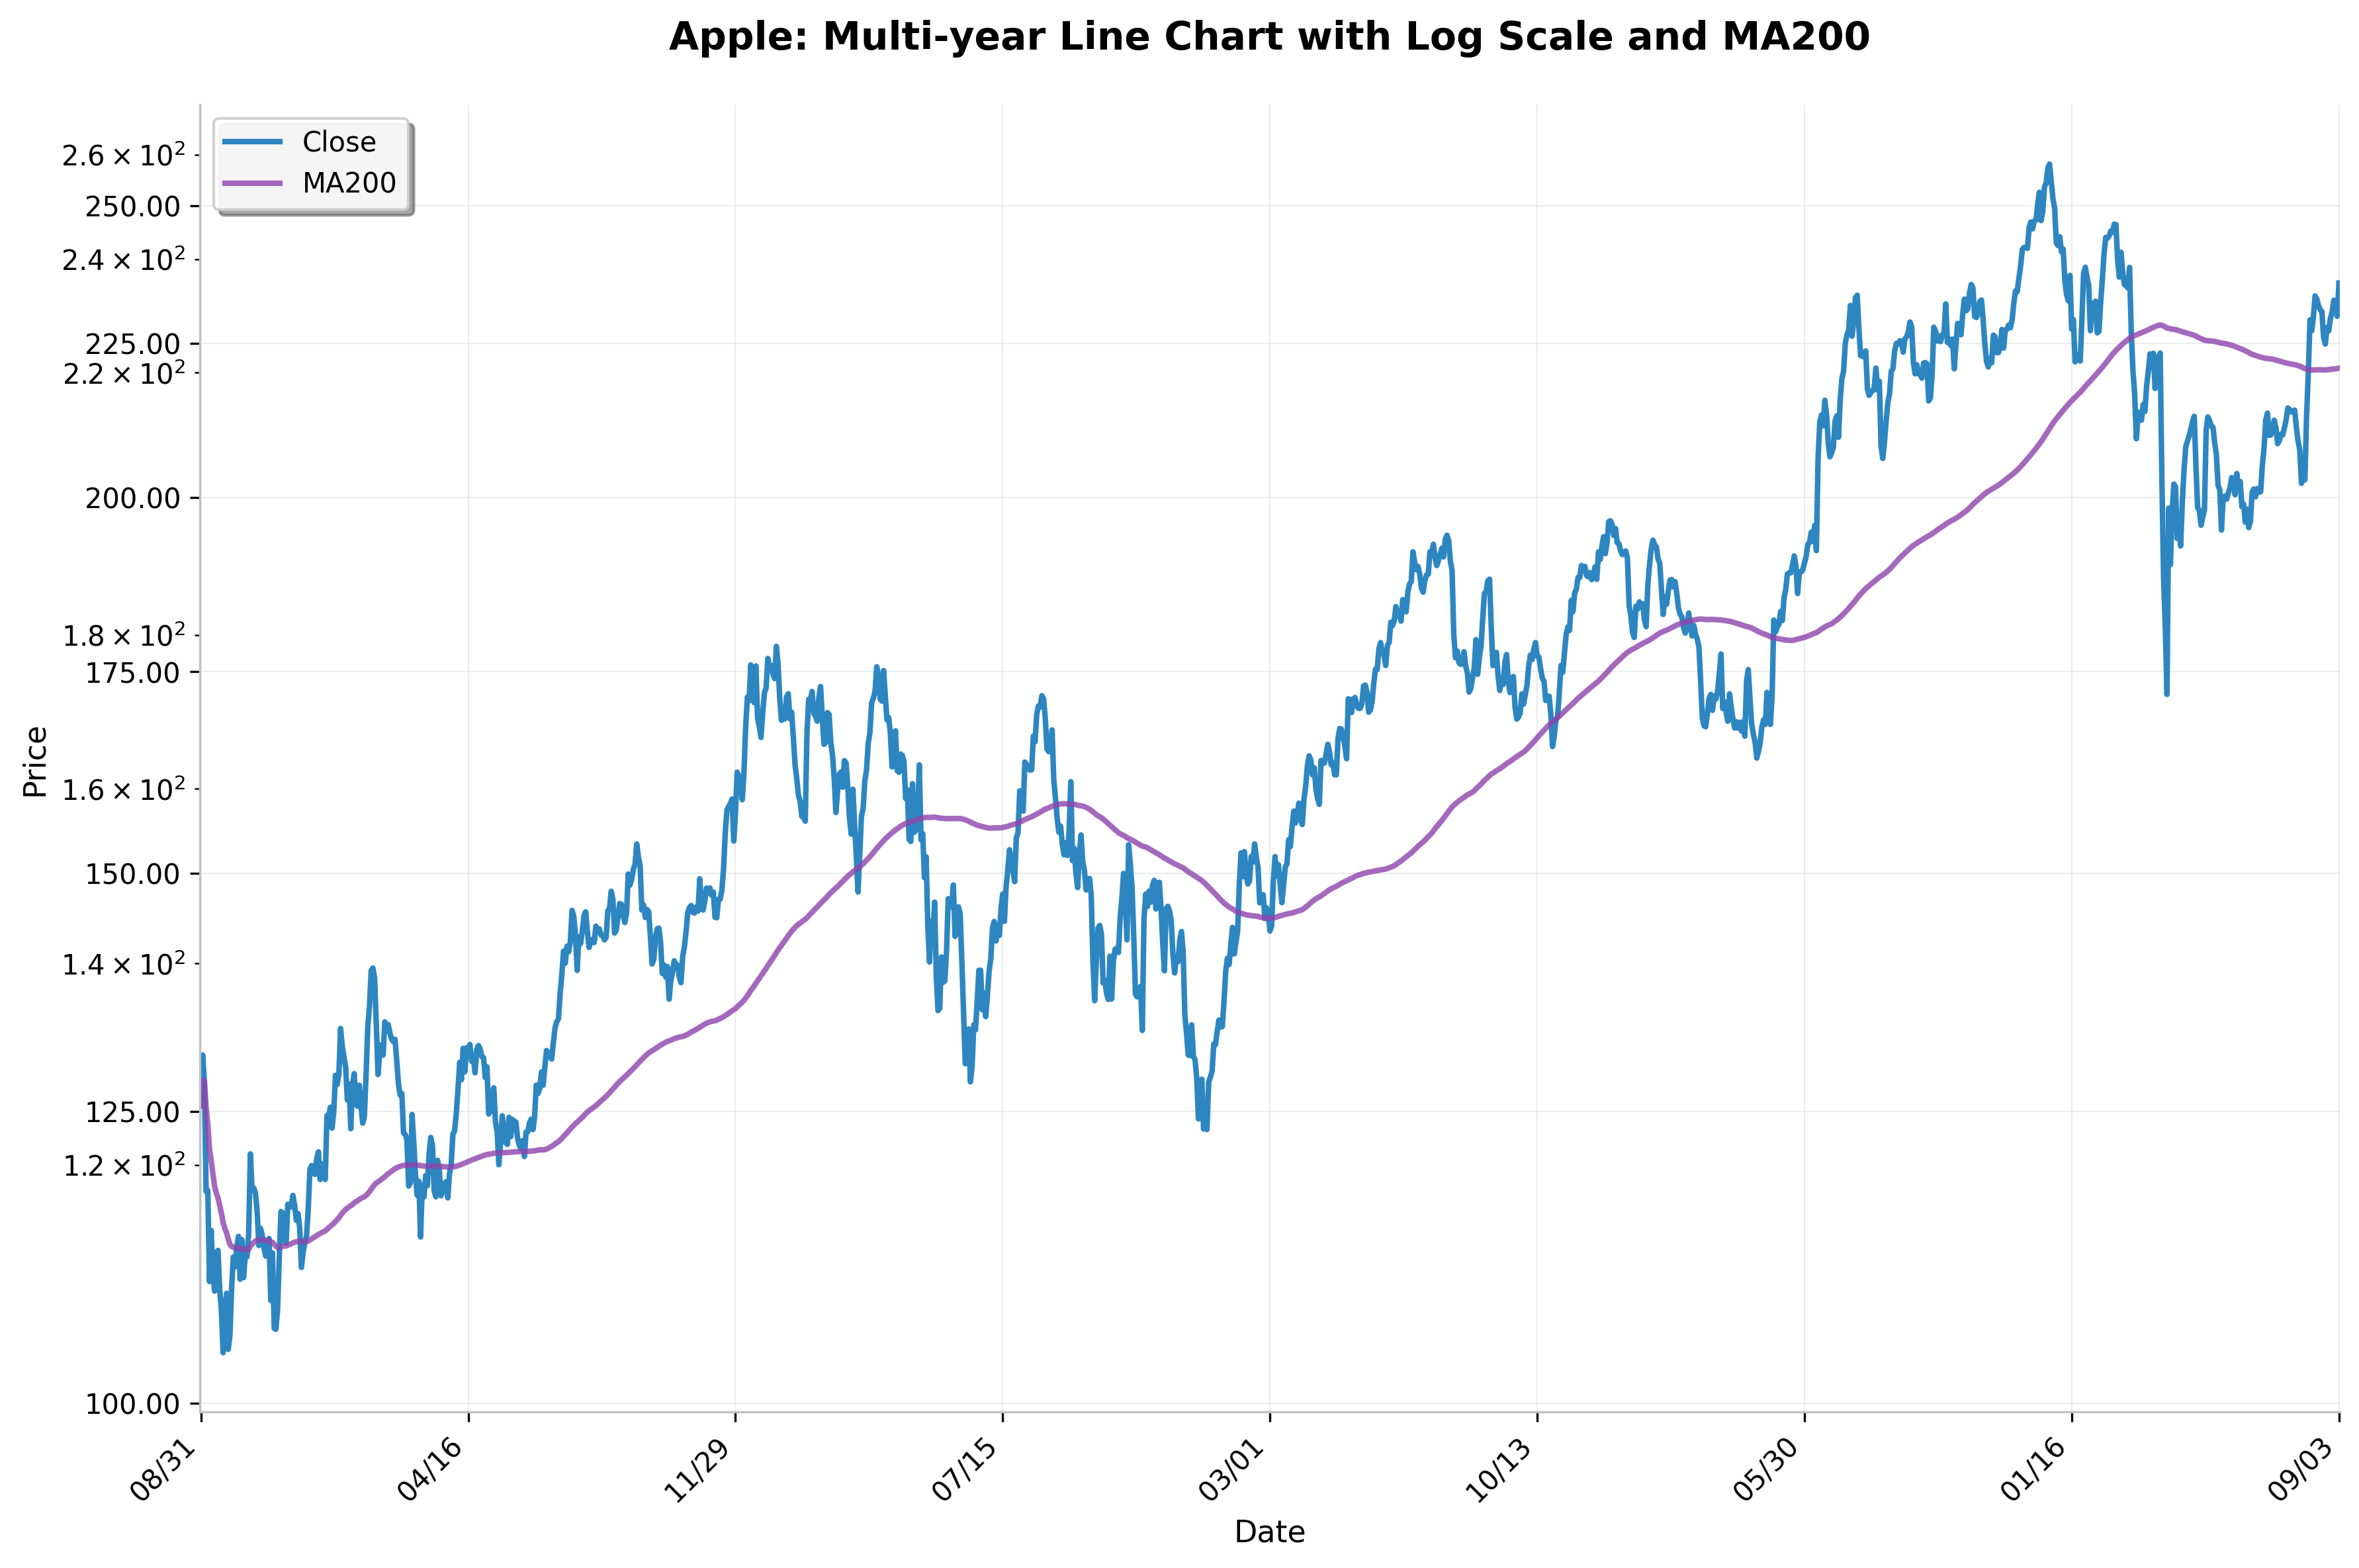 Apple: Multi-year Line Chart with Log Scale and MA200
Close
MA200
Price
2.6 × 10²
250.00
2.4 × 10²
225.00
2.2 × 10²
200.00
1.8 × 10²
175.00
1.6 × 10²
150.00
1.4 × 10²
125.00
1.2 × 10²
100.00
08/31
04/16
11/29
07/15
03/01
10/13
05/30
01/16
09/03
Date